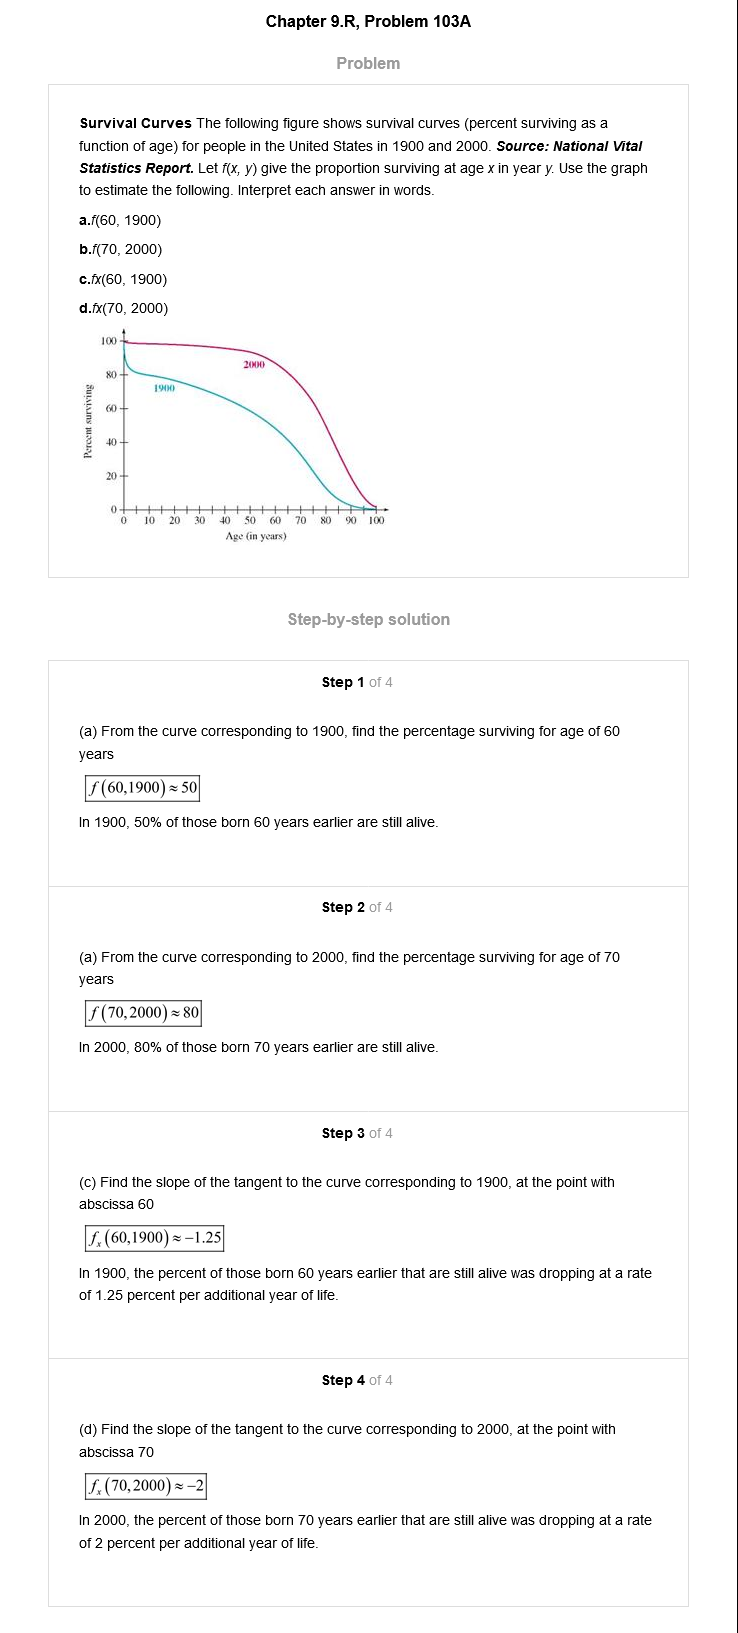 Chapter 9.R, Problem 103A
Problem
Survival Curves The following figure shows survival curves (percent surviving as a
function of age) for people in the United States in 1900 and 2000. Source: National Vital
Statistics Report. Let f(x, y) give the proportion surviving at age x in year y. Use the graph
to estimate the following. Interpret each answer in words.
a.f(60, 1900)
b.f(70, 2000)
c.fx(60, 1900)
d.fx(70, 2000)
100
2000
80
1900
Percent surviving
60
40
20
0
0 10 20 30 40 50 60 70 80 90 100
Age (in years)
Step-by-step solution
Step 1 of 4
(a) From the curve corresponding to 1900, find the percentage surviving for age of 60
years
f(60,1900)≈50
In 1900, 50% of those born 60 years earlier are still alive.
Step 2 of 4
(a) From the curve corresponding to 2000, find the percentage surviving for age of 70
years
f(70,2000)≈80
In 2000, 80% of those born 70 years earlier are still alive.
Step 3 of 4
(c) Find the slope of the tangent to the curve corresponding to 1900, at the point with
abscissa 60
fₓ(60,1900)≈−1.25
In 1900, the percent of those born 60 years earlier that are still alive was dropping at a rate
of 1.25 percent per additional year of life.
Step 4 of 4
(d) Find the slope of the tangent to the curve corresponding to 2000, at the point with
abscissa 70
fₓ(70,2000)≈−2
In 2000, the percent of those born 70 years earlier that are still alive was dropping at a rate
of 2 percent per additional year of life.